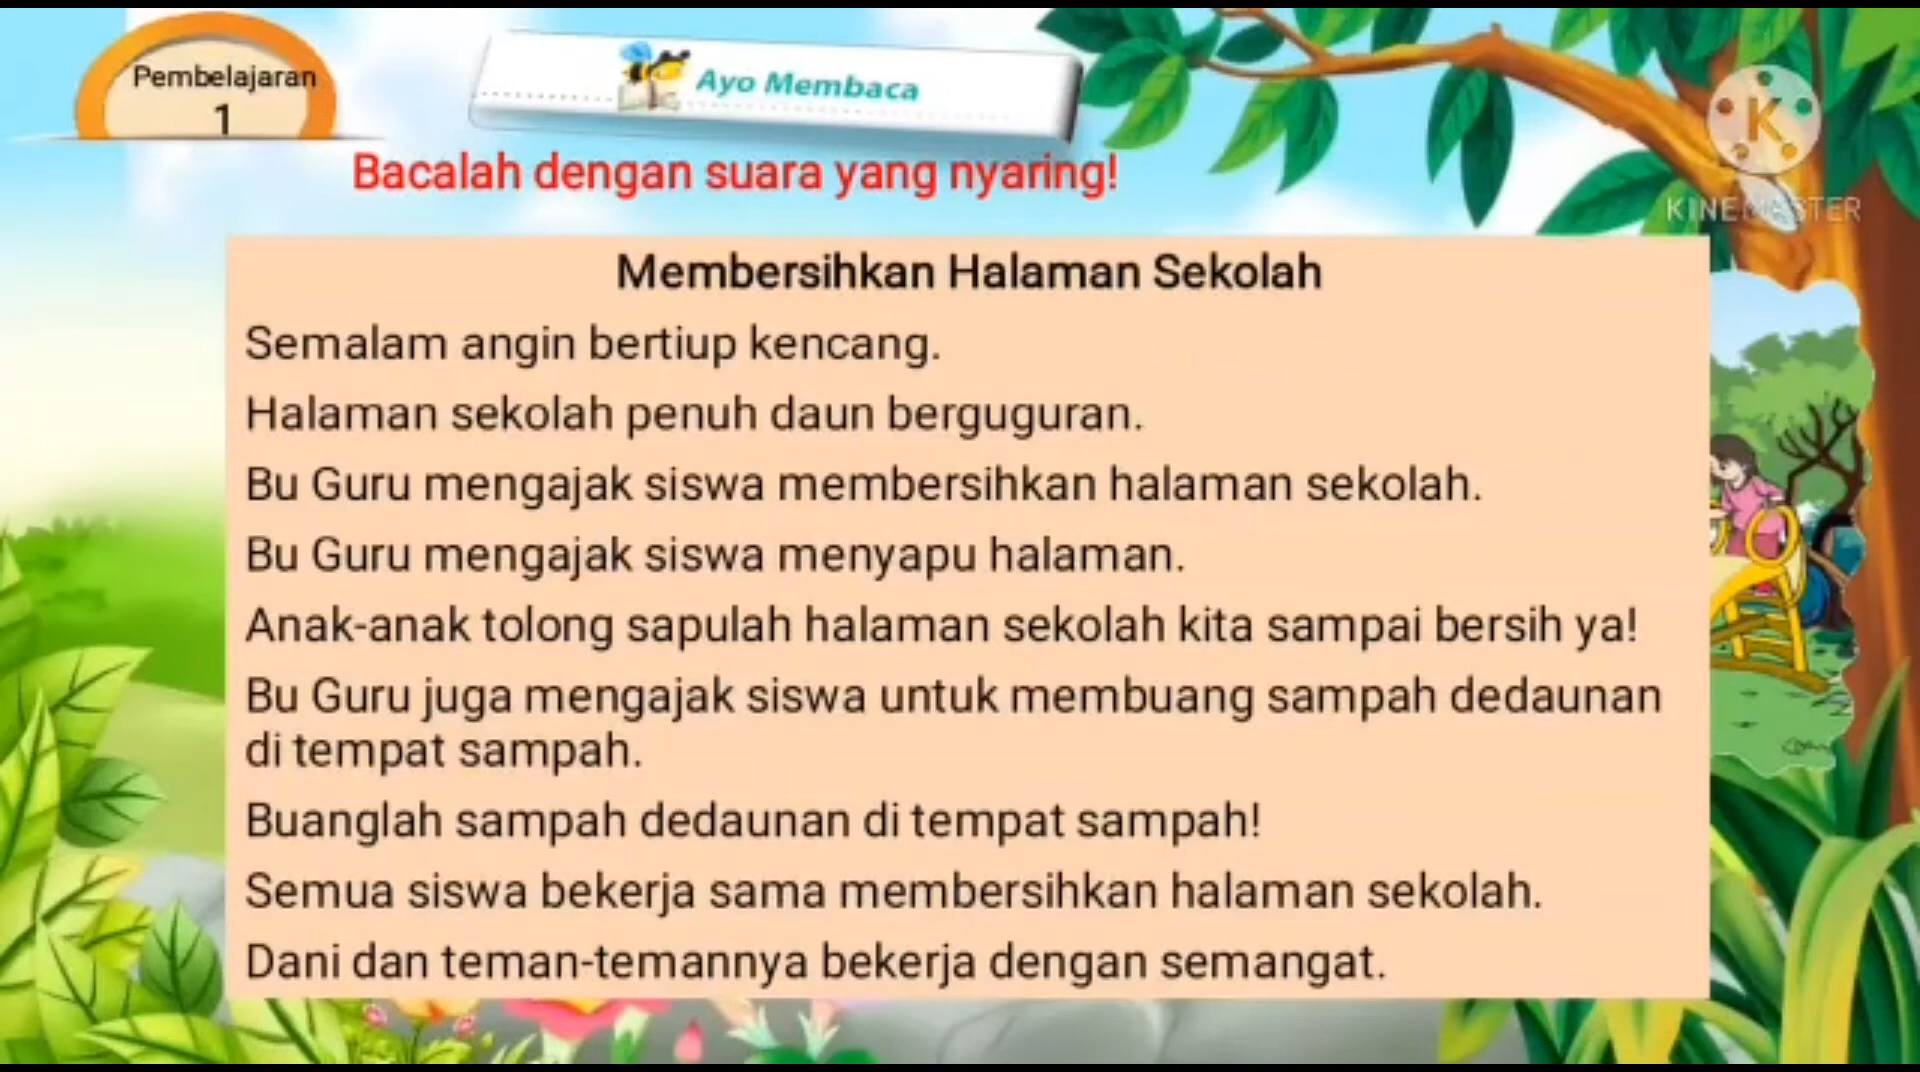 Pembelajaran
1
Ayo Membaca
KINEMASTER
Bacalah dengan suara yang nyaring!
Membersihkan Halaman Sekolah
Semalam angin bertiup kencang.
Halaman sekolah penuh daun berguguran.
Bu Guru mengajak siswa membersihkan halaman sekolah.
Bu Guru mengajak siswa menyapu halaman.
Anak-anak tolong sapulah halaman sekolah kita sampai bersih ya!
Bu Guru juga mengajak siswa untuk membuang sampah dedaunan
di tempat sampah.
Buanglah sampah dedaunan di tempat sampah!
Semua siswa bekerja sama membersihkan halaman sekolah.
Dani dan teman-temannya bekerja dengan semangat.